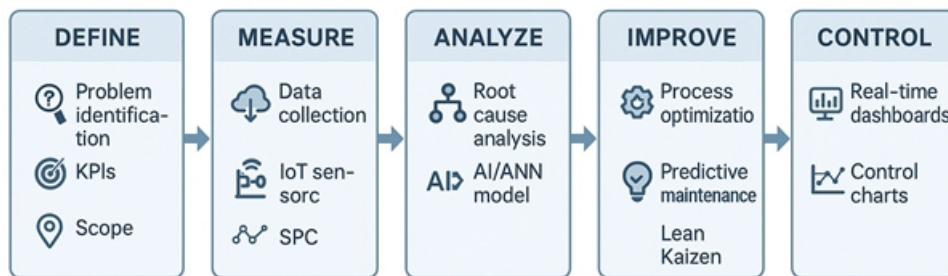 DEFINE
Problem
identifica-
tion
KPIs
Scope
MEASURE
Data
collection
IoT sen-
sorc
SPC
ANALYZE
Root
cause
analysis
AI
AI/ANN
model
IMPROVE
Process
optimizatio
Predictive
maintenance
Lean
Kaizen
CONTROL
Real-time
dashboards
Control
charts